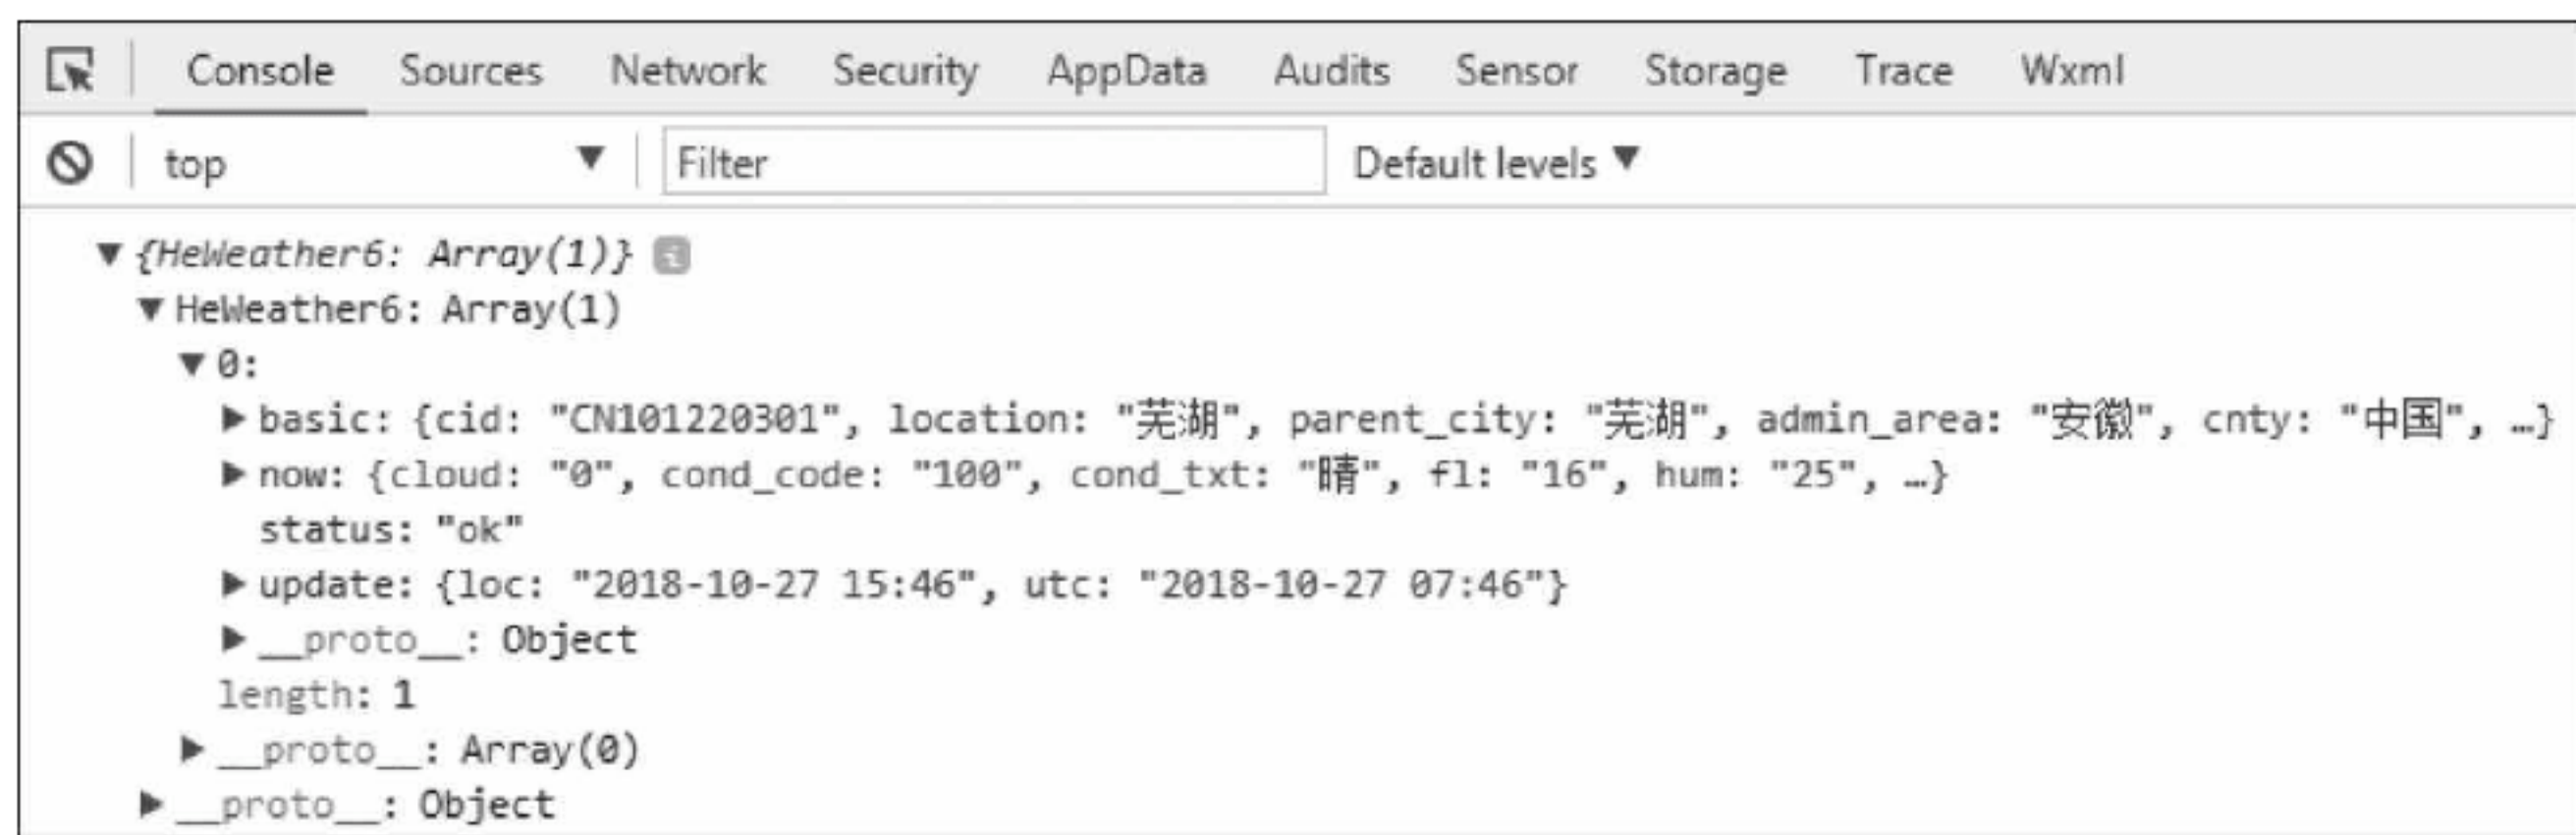 Console Sources Network Security AppData Audits Sensor Storage Trace Wxml
top Filter Default levels
{HeWeather6: Array(1)} i
HeWeather6: Array(1)
0:
basic: {cid: "CN101220301", location: "芜湖", parent_city: "芜湖", admin_area: "安徽", cnty: "中国", …}
now: {cloud: "0", cond_code: "100", cond_txt: "晴", fl: "16", hum: "25", …}
status: "ok"
update: {loc: "2018-10-27 15:46", utc: "2018-10-27 07:46"}
__proto__: Object
length: 1
__proto__: Array(0)
__proto__: Object